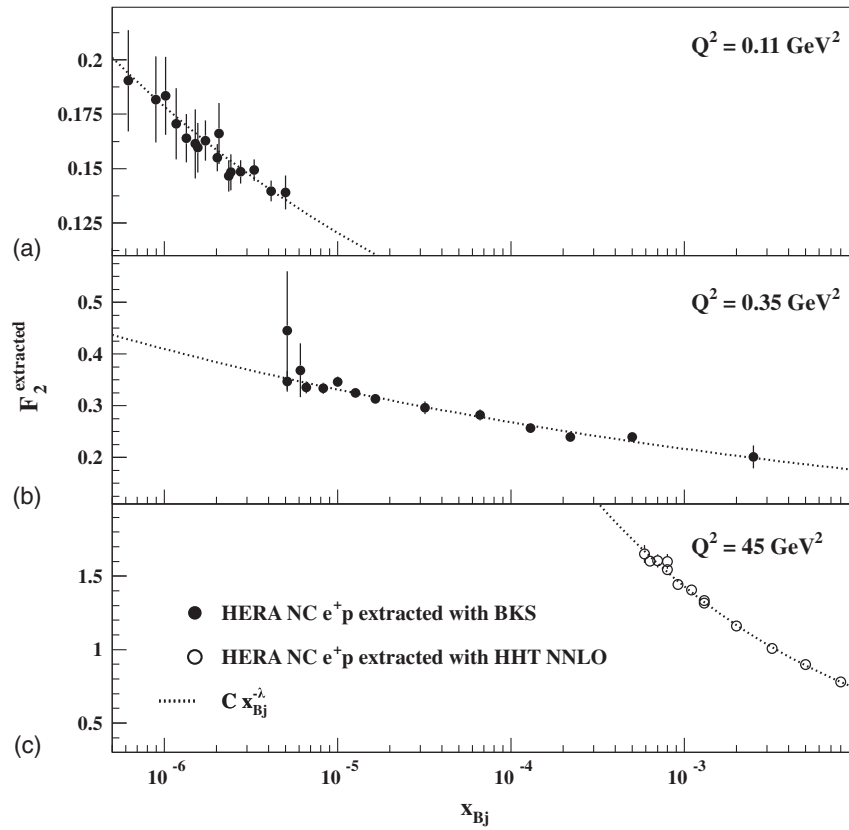 Q² = 0.11 GeV²
0.2
0.175
0.15
0.125
(a)
Q² = 0.35 GeV²
0.5
0.4
0.3
0.2
(b)
F₂^extracted
Q² = 45 GeV²
1.5
1
0.5
(c)
HERA NC e⁺p extracted with BKS
HERA NC e⁺p extracted with HHT NNLO
C x_Bj^-λ
10⁻⁶ 10⁻⁵ 10⁻⁴ 10⁻³
x_Bj